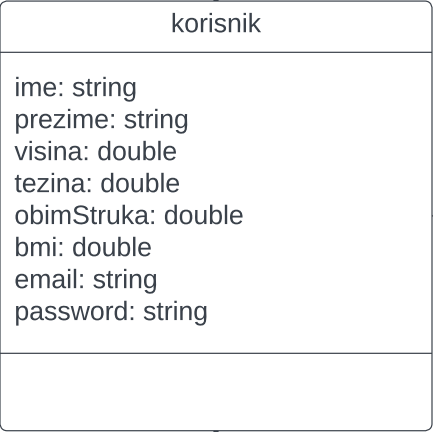 korisnik
ime: string
prezime: string
visina: double
tezina: double
obimStruka: double
bmi: double
email: string
password: string